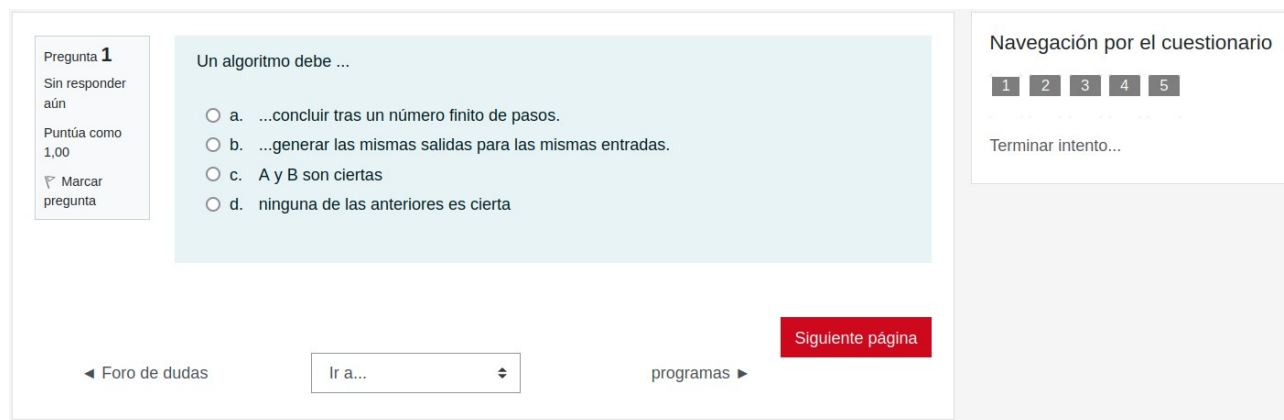 Pregunta 1
Sin responder
aún
Puntúa como
1,00
Marcar
pregunta
Un algoritmo debe ...
a. ...concluir tras un número finito de pasos.
b. ...generar las mismas salidas para las mismas entradas.
c. A y B son ciertas
d. ninguna de las anteriores es cierta
Siguiente página
◄ Foro de dudas
Ir a...
programas ►
Navegación por el cuestionario
1 2 3 4 5
Terminar intento...